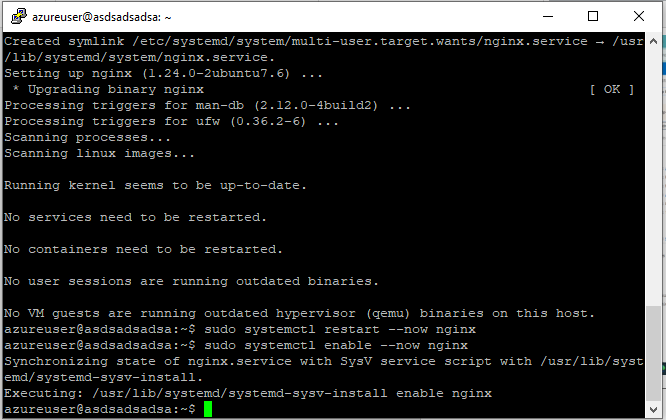 azureuser@asdsadsadsa: ~
Created symlink /etc/systemd/system/multi-user.target.wants/nginx.service → /usr
/lib/systemd/system/nginx.service.
Setting up nginx (1.24.0-2ubuntu7.6) ...
 * Upgrading binary nginx [ OK ]
Processing triggers for man-db (2.12.0-4build2) ...
Processing triggers for ufw (0.36.2-6) ...
Scanning processes...
Scanning linux images...
Running kernel seems to be up-to-date.
No services need to be restarted.
No containers need to be restarted.
No user sessions are running outdated binaries.
No VM guests are running outdated hypervisor (qemu) binaries on this host.
azureuser@asdsadsadsa:~$ sudo systemctl restart --now nginx
azureuser@asdsadsadsa:~$ sudo systemctl enable --now nginx
Synchronizing state of nginx.service with SysV service script with /usr/lib/syst
emd/systemd-sysv-install.
Executing: /usr/lib/systemd/systemd-sysv-install enable nginx
azureuser@asdsadsadsa:~$